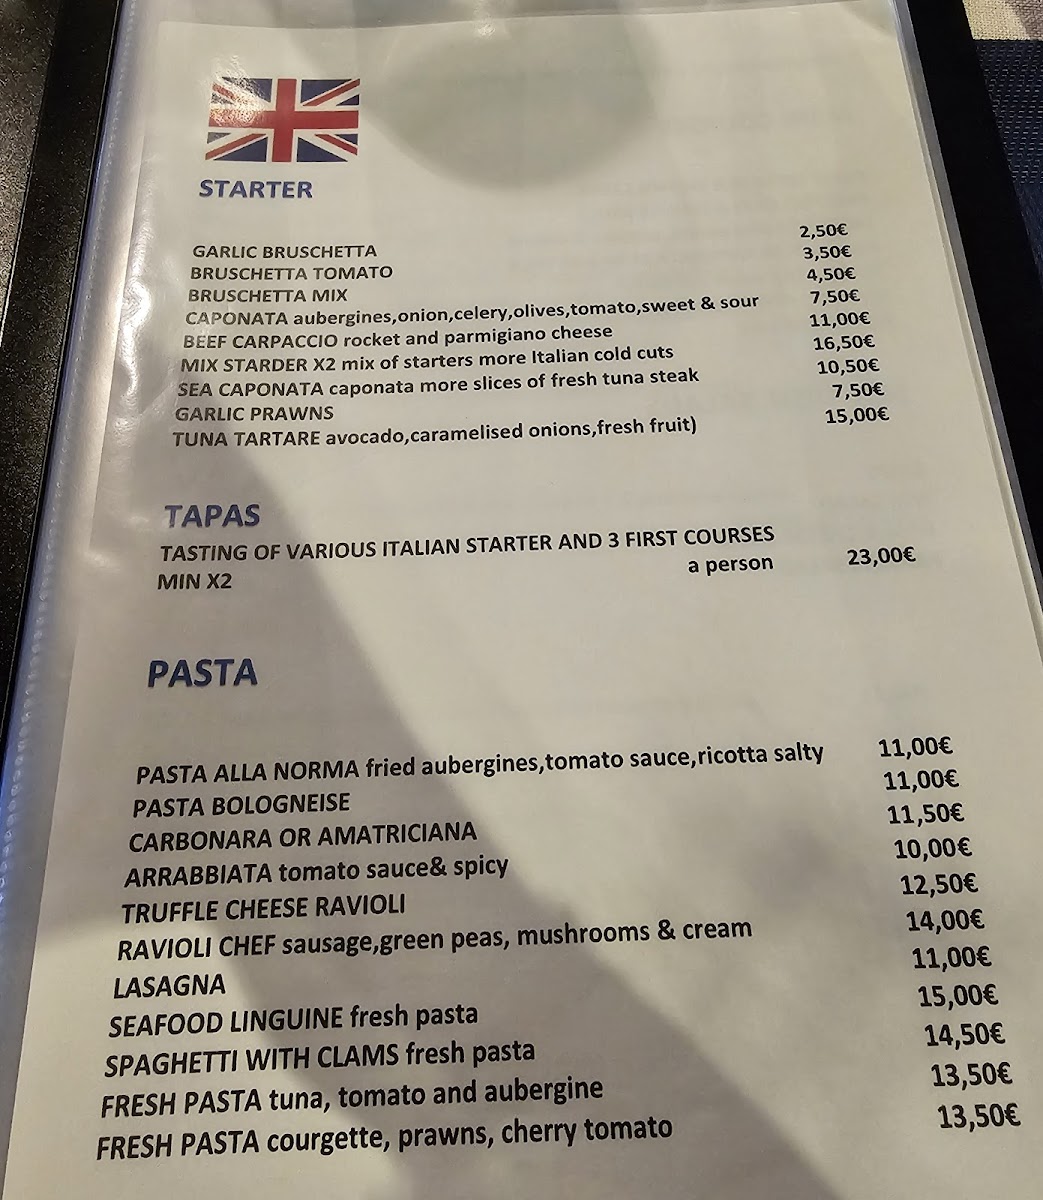 STARTER
GARLIC BRUSCHETTA 2,50€
BRUSCHETTA TOMATO 3,50€
BRUSCHETTA MIX 4,50€
CAPONATA aubergines,onion,celery,olives,tomato,sweet & sour 7,50€
BEEF CARPACCIO rocket and parmigiano cheese 11,00€
MIX STARDER X2 mix of starters more Italian cold cuts 16,50€
SEA CAPONATA caponata more slices of fresh tuna steak 10,50€
GARLIC PRAWNS 7,50€
TUNA TARTARE avocado,caramelised onions,fresh fruit) 15,00€
TAPAS
TASTING OF VARIOUS ITALIAN STARTER AND 3 FIRST COURSES
MIN X2 a person 23,00€
PASTA
PASTA ALLA NORMA fried aubergines,tomato sauce,ricotta salty 11,00€
PASTA BOLOGNEISE 11,00€
CARBONARA OR AMATRICIANA 11,50€
ARRABBIATA tomato sauce& spicy 10,00€
TRUFFLE CHEESE RAVIOLI 12,50€
RAVIOLI CHEF sausage,green peas, mushrooms & cream 14,00€
LASAGNA 11,00€
SEAFOOD LINGUINE fresh pasta 15,00€
SPAGHETTI WITH CLAMS fresh pasta 14,50€
FRESH PASTA tuna, tomato and aubergine 13,50€
FRESH PASTA courgette, prawns, cherry tomato 13,50€